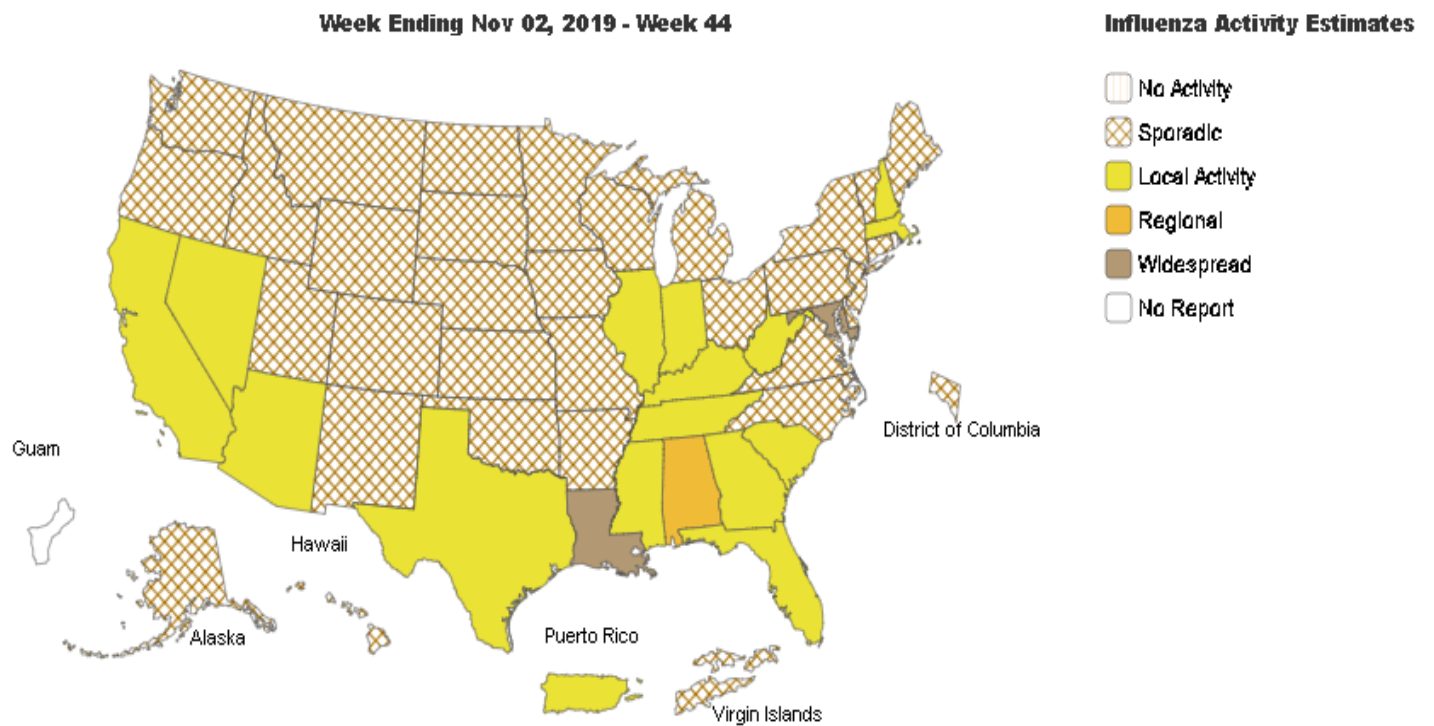 Week Ending Nov 02, 2019 - Week 44
Influenza Activity Estimates
No Activity
Sporadic
Local Activity
Regional
Widespread
No Report
District of Columbia
Guam
Hawaii
Alaska
Puerto Rico
Virgin Islands